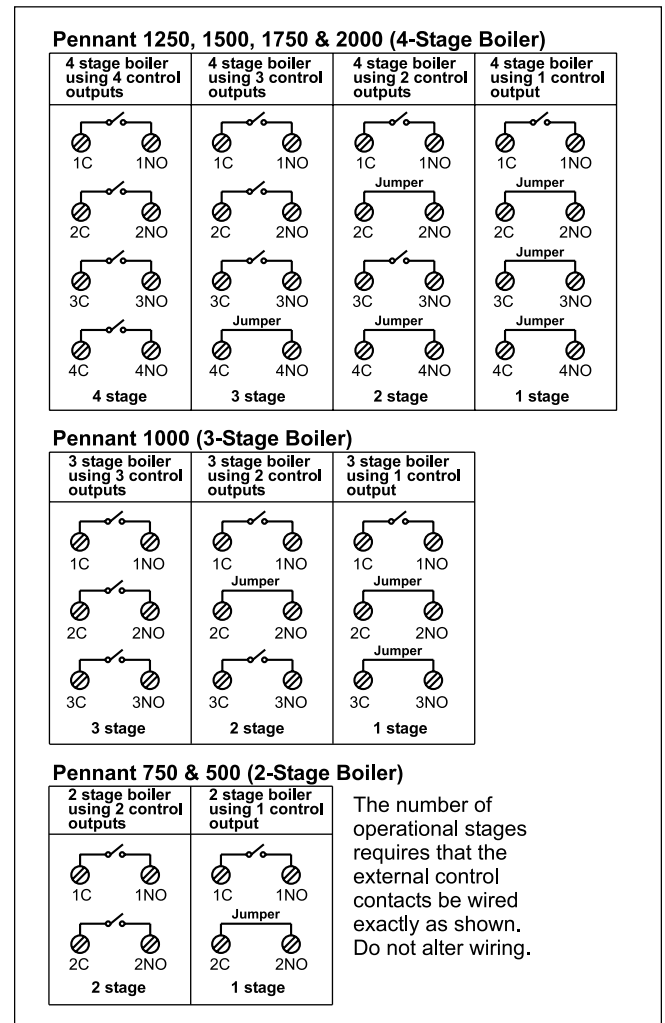 Pennant 1250, 1500, 1750 & 2000 (4-Stage Boiler)
4 stage boiler using 4 control outputs
4 stage boiler using 3 control outputs
4 stage boiler using 2 control outputs
4 stage boiler using 1 control output
1C 1NO 1C 1NO 1C 1NO 1C 1NO
Jumper Jumper
2C 2NO 2C 2NO 2C 2NO 2C 2NO
Jumper
3C 3NO 3C 3NO 3C 3NO 3C 3NO
Jumper Jumper Jumper
4C 4NO 4C 4NO 4C 4NO 4C 4NO
4 stage 3 stage 2 stage 1 stage
Pennant 1000 (3-Stage Boiler)
3 stage boiler using 3 control outputs
3 stage boiler using 2 control outputs
3 stage boiler using 1 control output
1C 1NO 1C 1NO 1C 1NO
Jumper Jumper
2C 2NO 2C 2NO 2C 2NO
Jumper
3C 3NO 3C 3NO 3C 3NO
3 stage 2 stage 1 stage
Pennant 750 & 500 (2-Stage Boiler)
2 stage boiler using 2 control outputs
2 stage boiler using 1 control output
1C 1NO 1C 1NO
Jumper
2C 2NO 2C 2NO
2 stage 1 stage
The number of
operational stages
requires that the
external control
contacts be wired
exactly as shown.
Do not alter wiring.